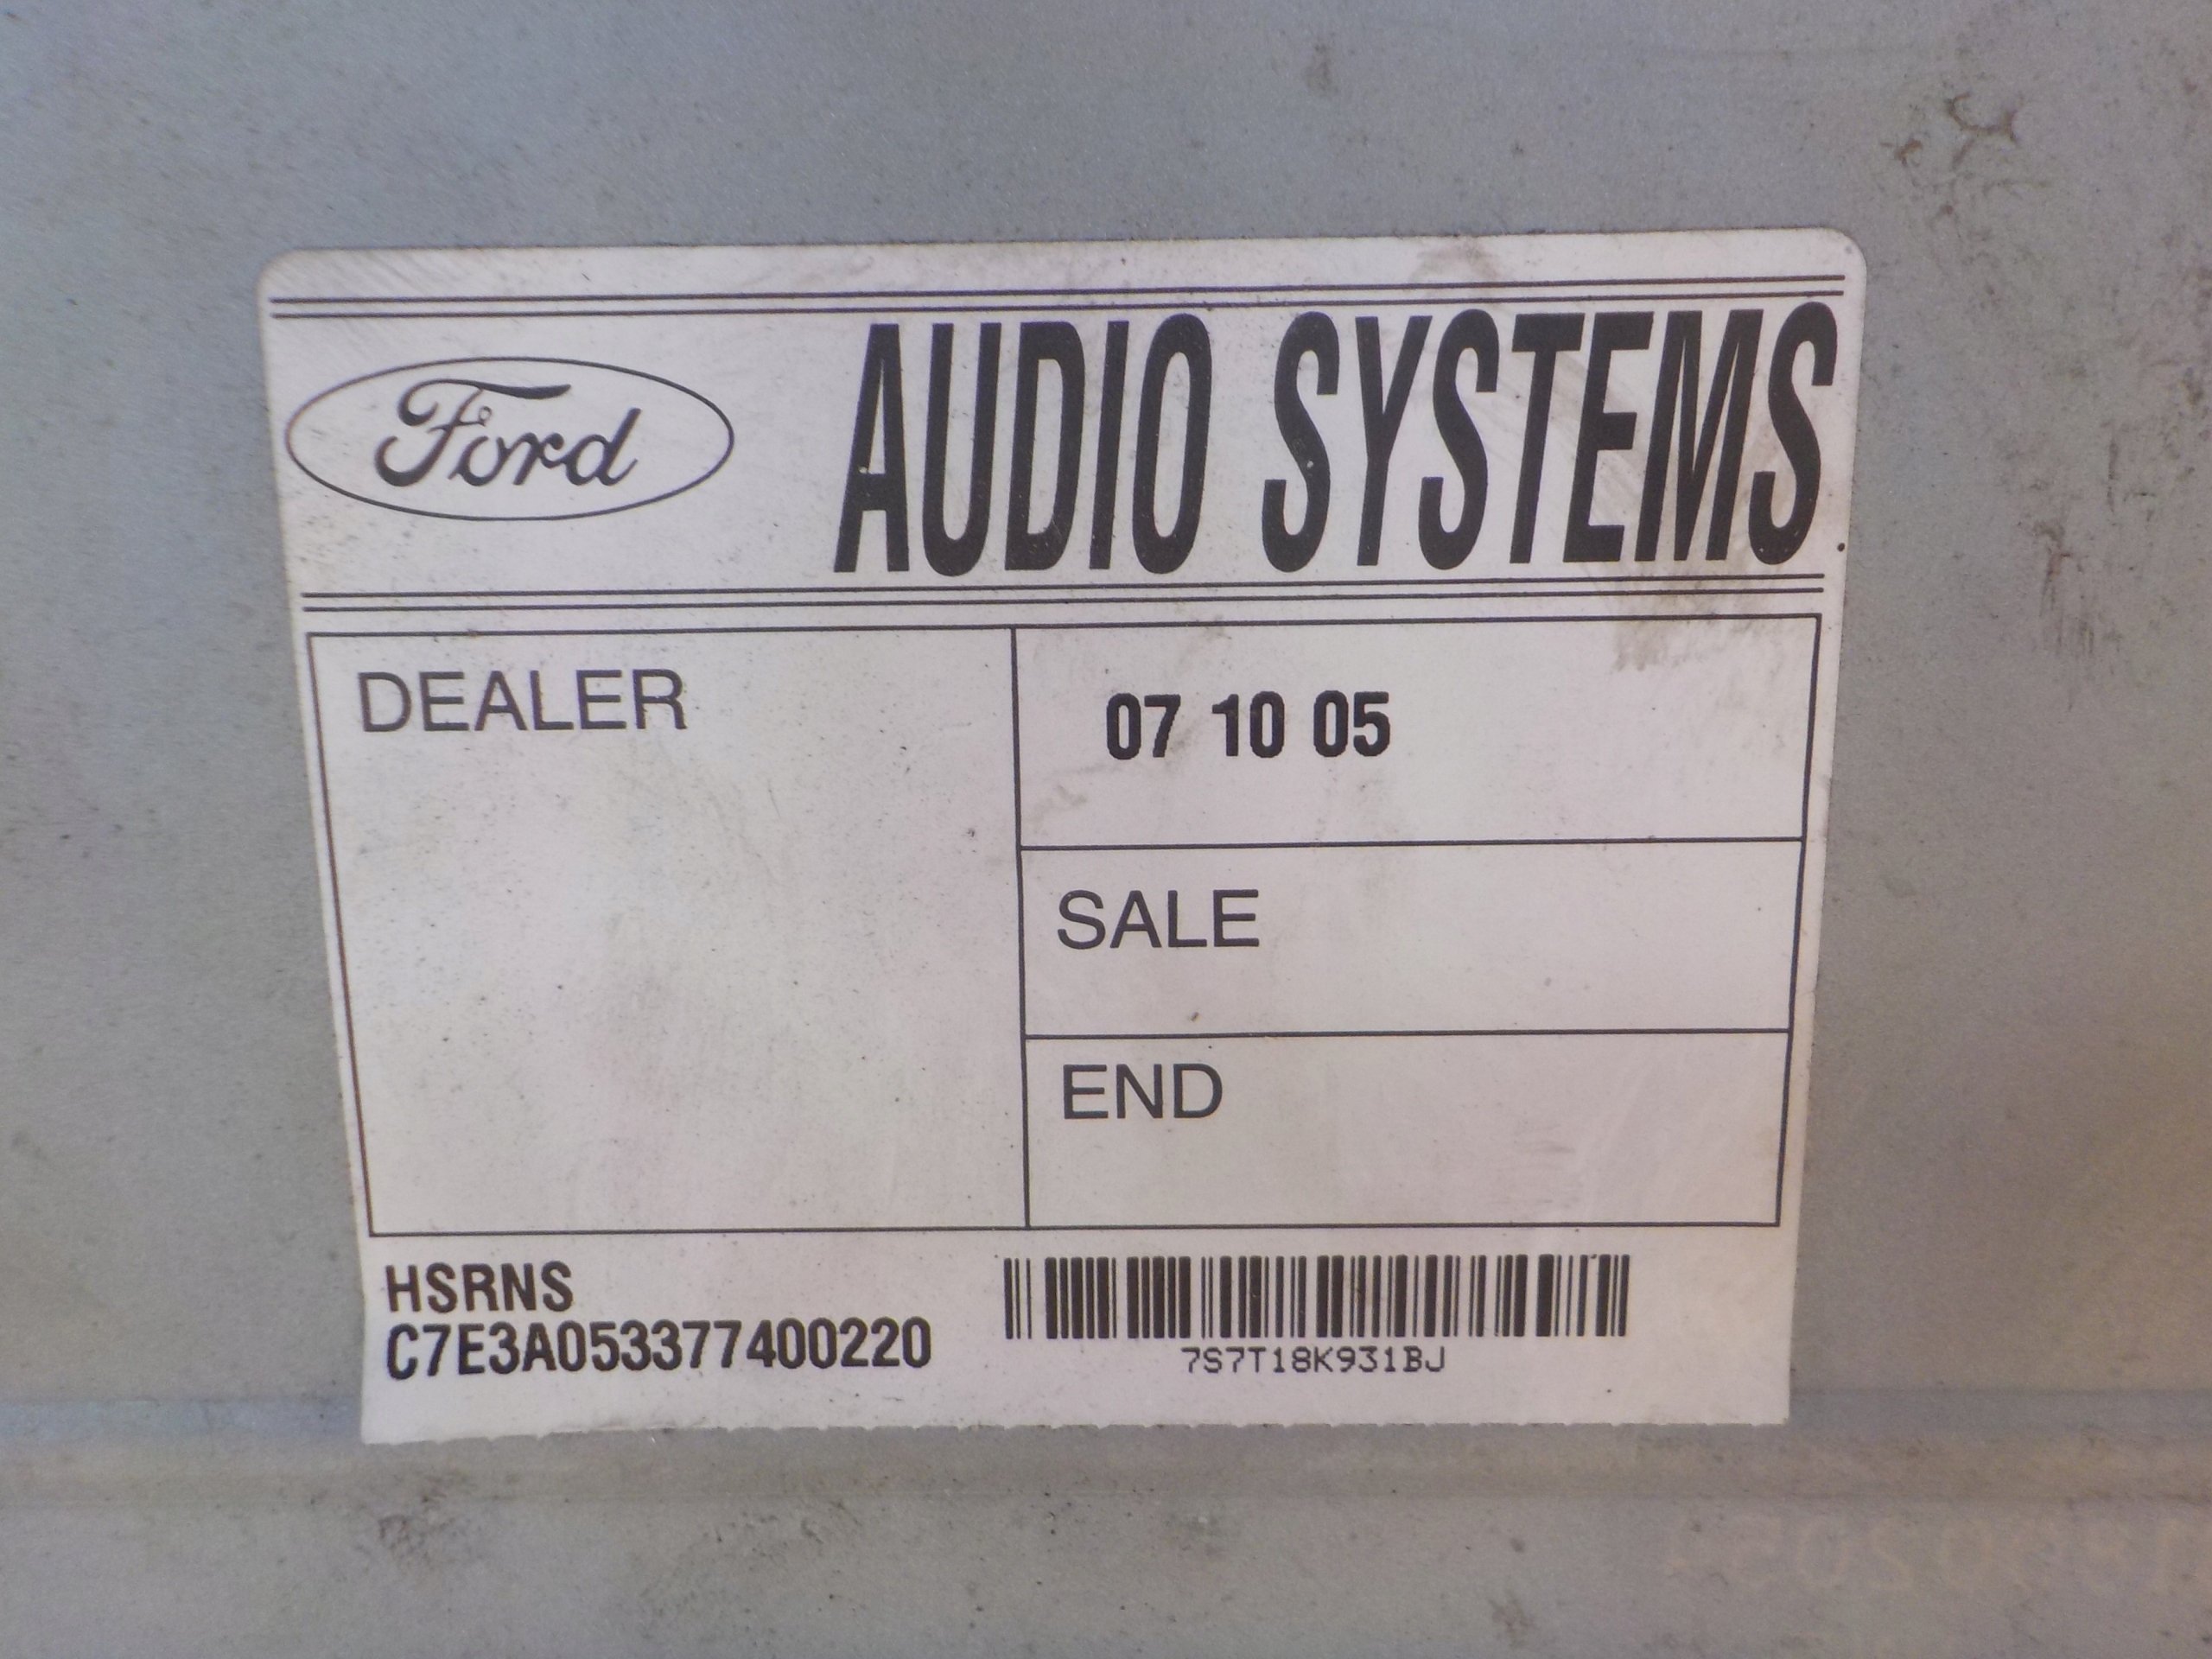 Ford AUDIO SYSTEMS
DEALER
07 10 05
SALE
END
HSRNS
C7E3A053377400220
7S7T18K931BJ